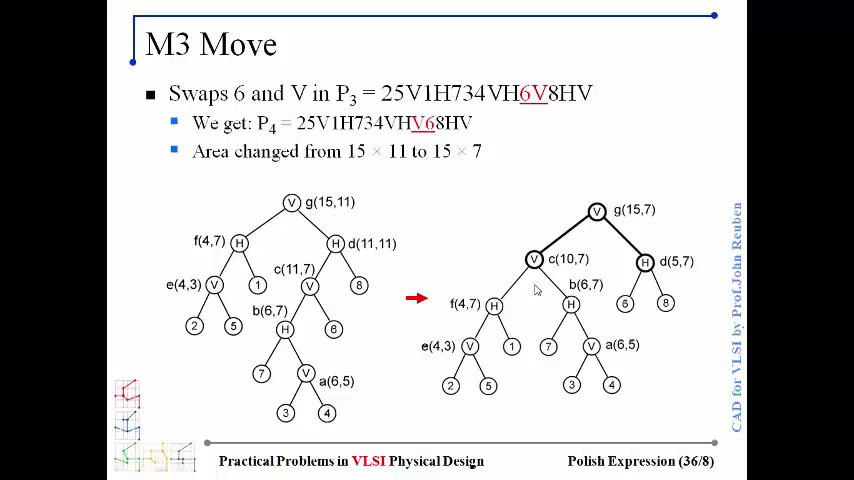 M3 Move
Swaps 6 and V in P3 = 25V1H734VH6V8HV
We get: P4 = 25V1H734VHV68HV
Area changed from 15 × 11 to 15 × 7
V g(15,11)
f(4,7) H H d(11,11)
e(4,3) V 1 c(11,7) V 8
2 5 b(6,7) H 6
7 V a(6,5)
3 4
V g(15,7)
V c(10,7) H d(5,7)
f(4,7) H b(6,7) H 6 8
e(4,3) V 1 7 V a(6,5)
2 5 3 4
CAD for VLSI by Prof.John Reuben
Practical Problems in VLSI Physical Design
Polish Expression (36/8)